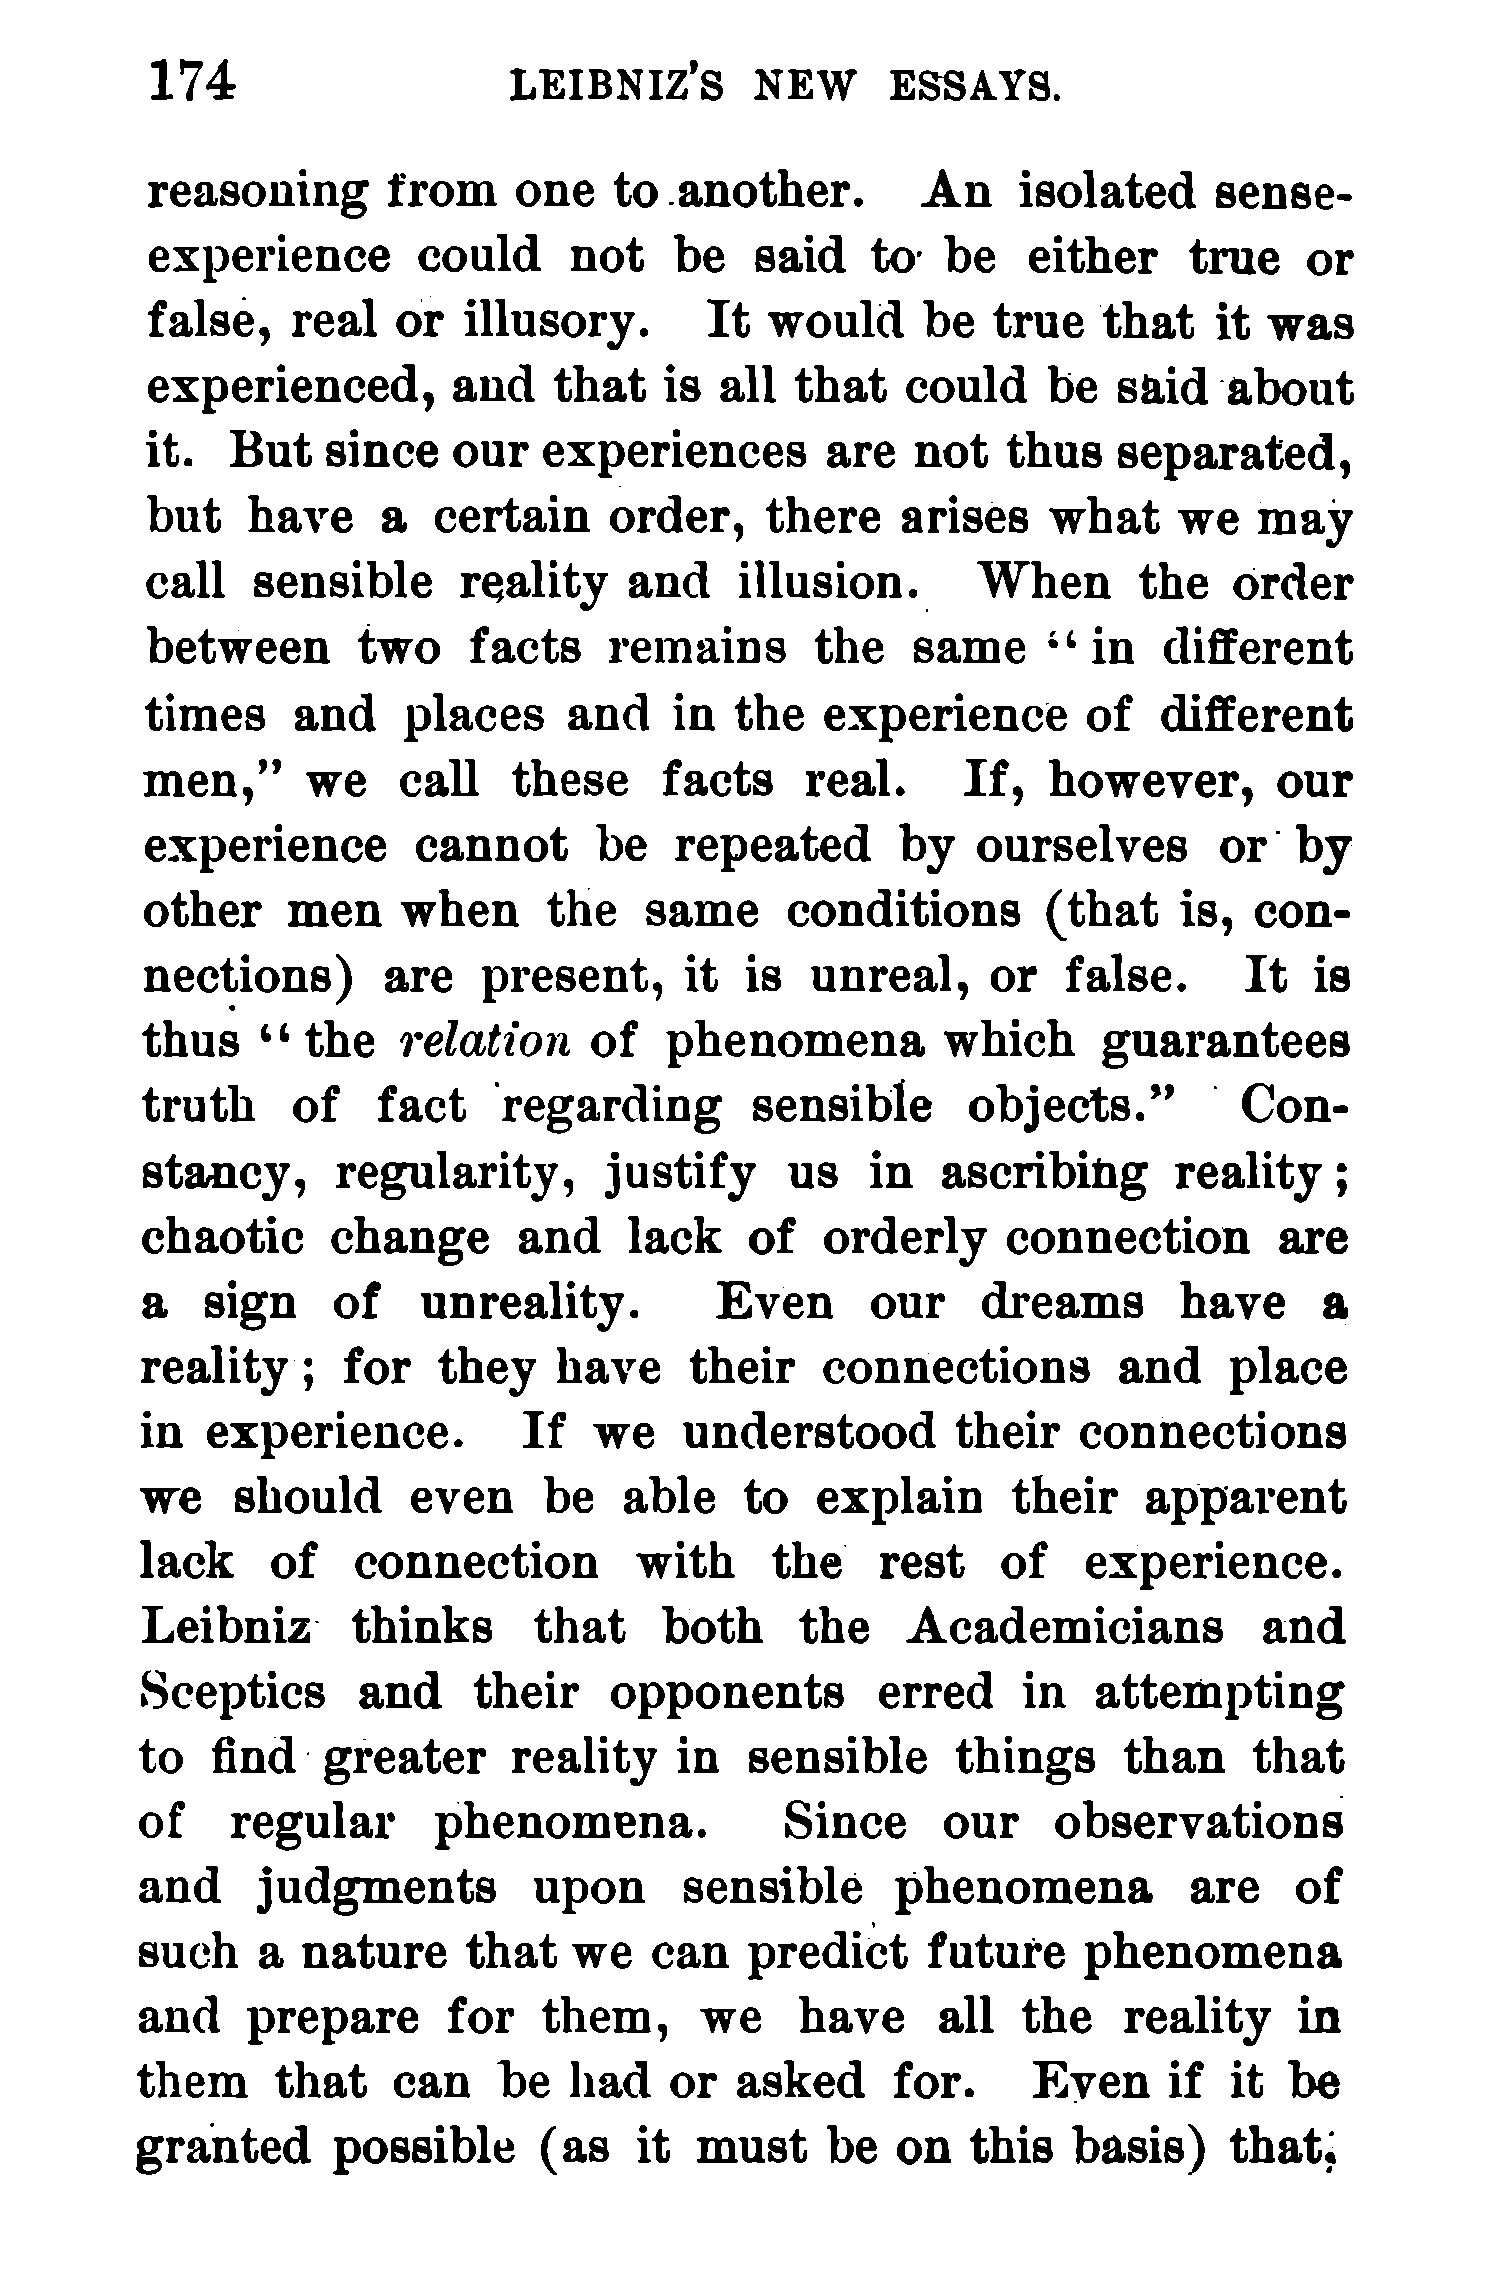 174 LEIBNIZ'S NEW ESSAYS.
reasoning from one to another. An isolated sense-
experience could not be said to be either true or
false, real or illusory. It would be true that it was
experienced, and that is all that could be said about
it. But since our experiences are not thus separated,
but have a certain order, there arises what we may
call sensible reality and illusion. When the order
between two facts remains the same "in different
times and places and in the experience of different
men," we call these facts real. If, however, our
experience cannot be repeated by ourselves or by
other men when the same conditions (that is, con-
nections) are present, it is unreal, or false. It is
thus "the relation of phenomena which guarantees
truth of fact regarding sensible objects." Con-
stancy, regularity, justify us in ascribing reality;
chaotic change and lack of orderly connection are
a sign of unreality. Even our dreams have a
reality; for they have their connections and place
in experience. If we understood their connections
we should even be able to explain their apparent
lack of connection with the rest of experience.
Leibniz thinks that both the Academicians and
Sceptics and their opponents erred in attempting
to find greater reality in sensible things than that
of regular phenomena. Since our observations
and judgments upon sensible phenomena are of
such a nature that we can predict future phenomena
and prepare for them, we have all the reality in
them that can be had or asked for. Even if it be
granted possible (as it must be on this basis) that,